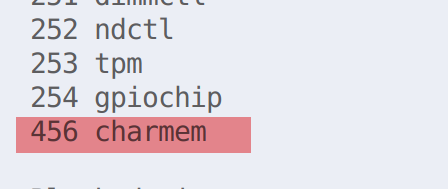 252 ndctl
253 tpm
254 gpiochip
456 charmem